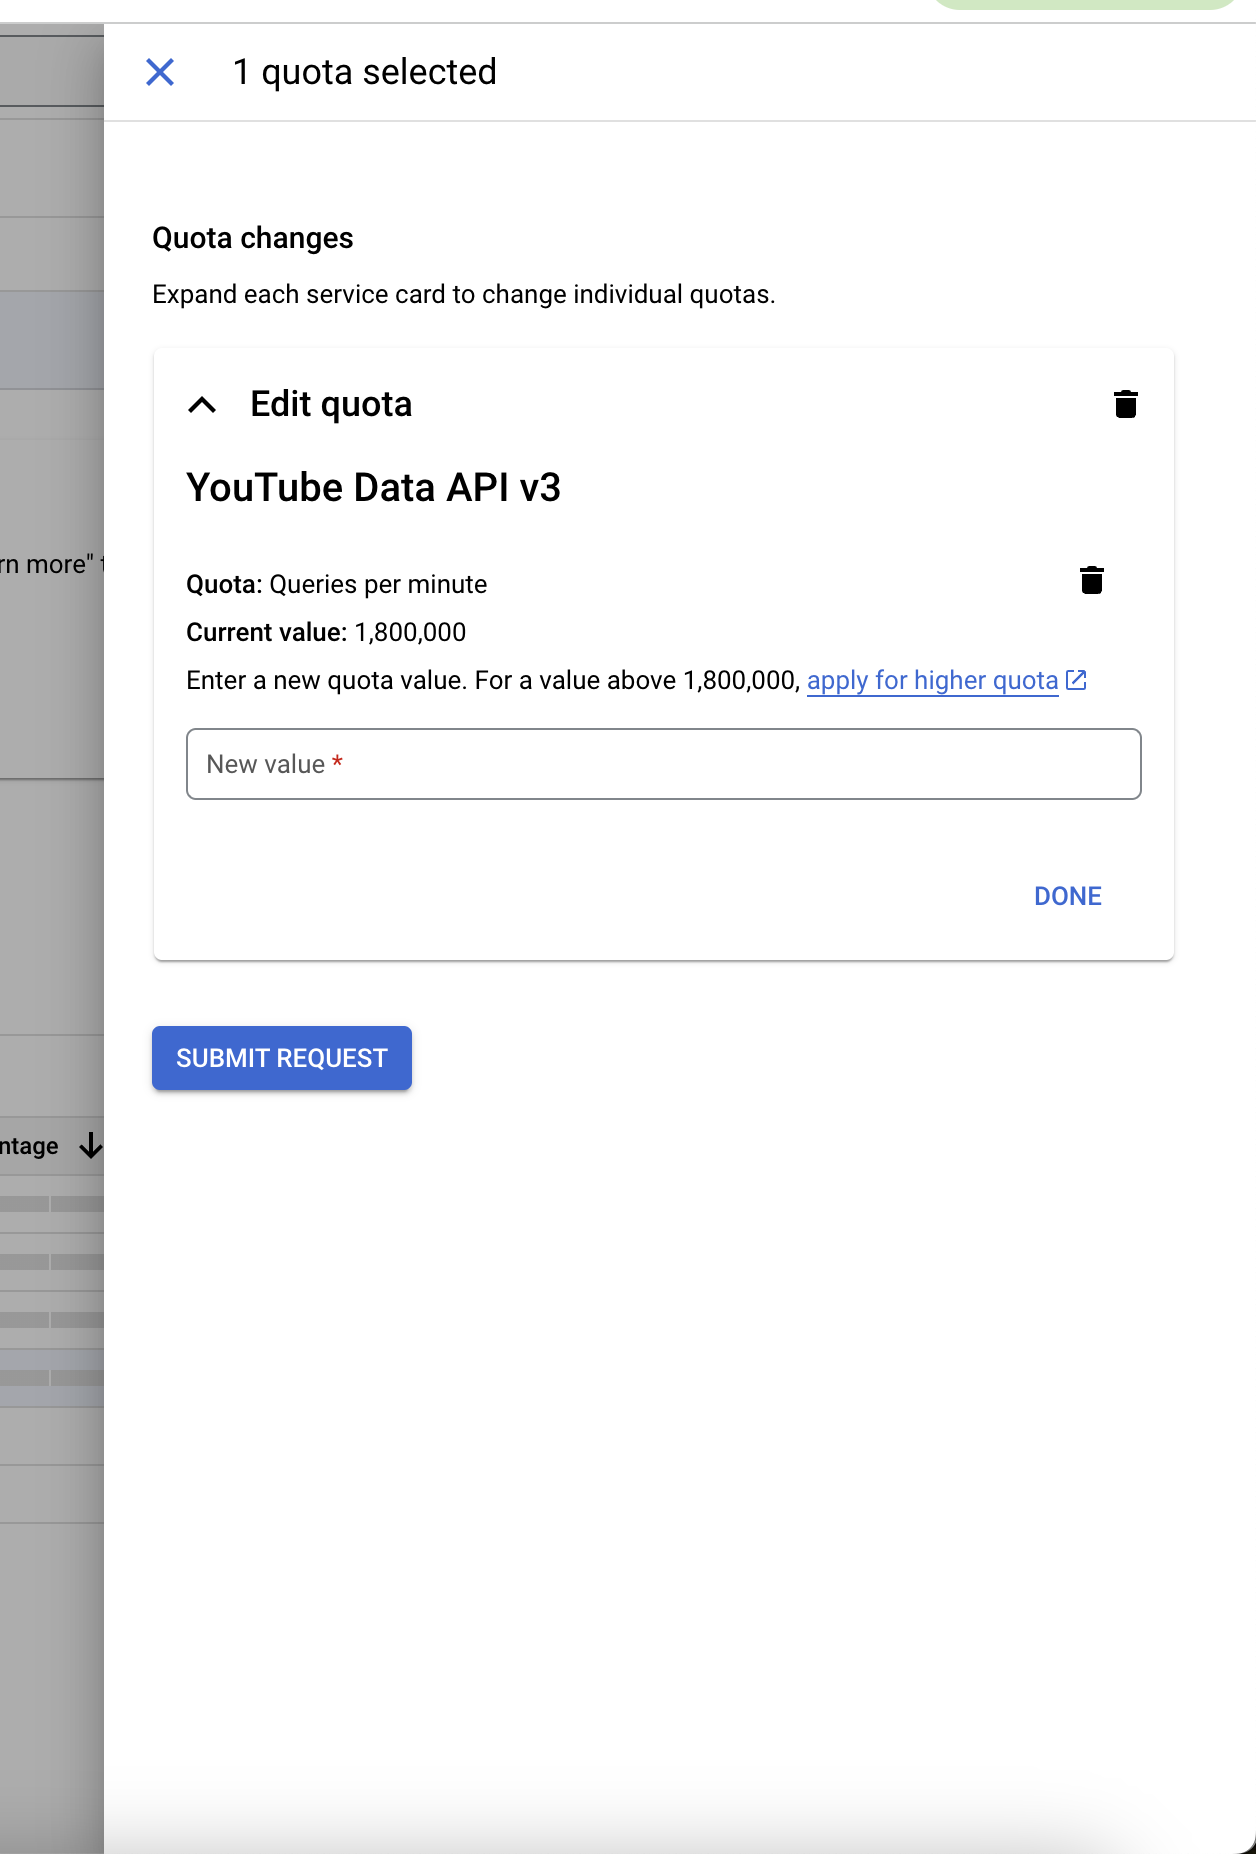 1 quota selected
Quota changes
Expand each service card to change individual quotas.
Edit quota
YouTube Data API v3
Quota: Queries per minute
Current value: 1,800,000
Enter a new quota value. For a value above 1,800,000, apply for higher quota
New value *
DONE
SUBMIT REQUEST
rn more"
ntage